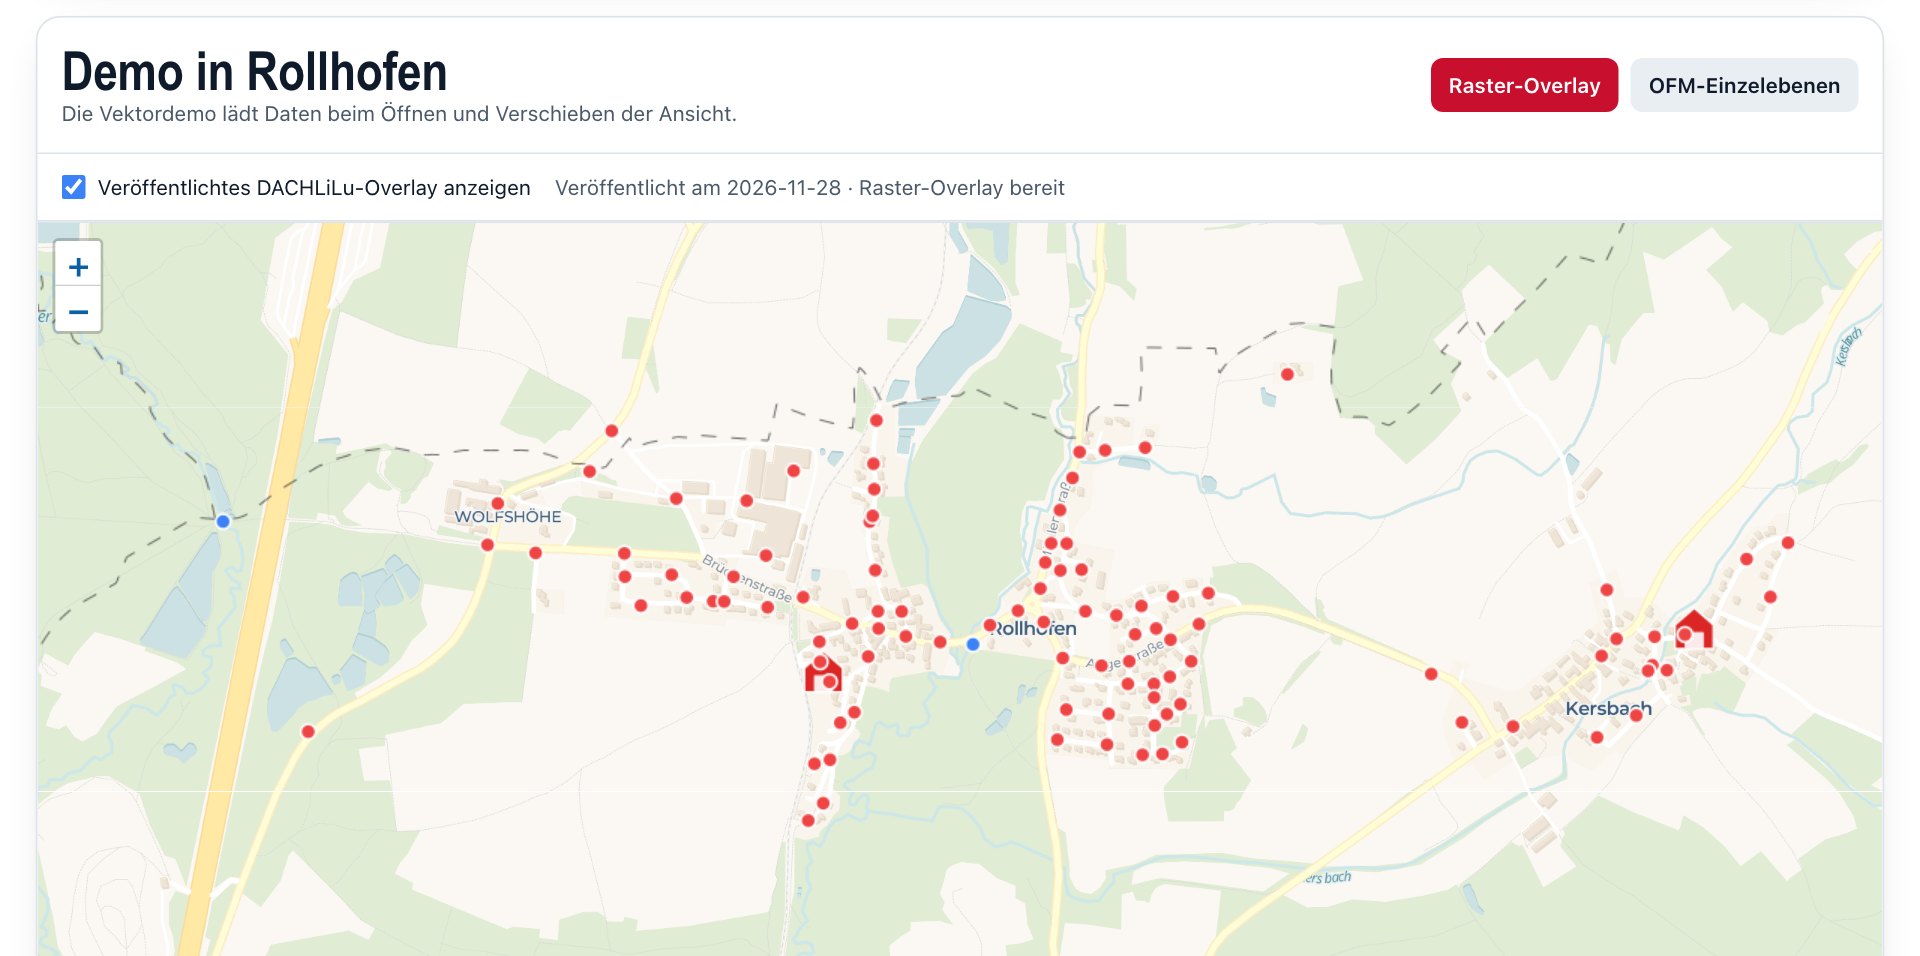 Demo in Rollhofen
Die Vektordemo lädt Daten beim Öffnen und Verschieben der Ansicht.
Raster-Overlay
OFM-Einzelebenen
Veröffentlichtes DACHLiLu-Overlay anzeigen
Veröffentlicht am 2026-11-28 · Raster-Overlay bereit
+
−
WOLFSHÖHE
Rollhofen
Kersbach